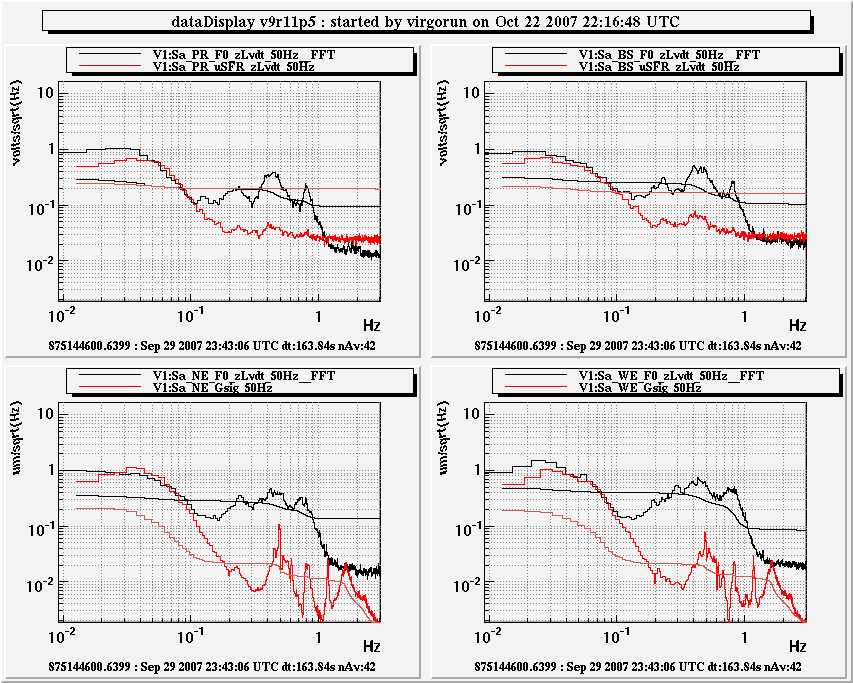 dataDisplay v9r11p5 : started by virgorun on Oct 22 2007 22:16:48 UTC
V1:Sa_PR_F0_zLvdt_50Hz__FFT
V1:Sa_PR_uSFR_zLvdt_50Hz
volts/sqrt(Hz)
10
1
10-1
10-2
10-2
10-1
1
Hz
875144600.6399 : Sep 29 2007 23:43:06 UTC dt:163.84s nAv:42
V1:Sa_BS_F0_zLvdt_50Hz__FFT
V1:Sa_BS_uSFR_zLvdt_50Hz
volts/sqrt(Hz)
10
1
10-1
10-2
10-2
10-1
1
Hz
875144600.6399 : Sep 29 2007 23:43:06 UTC dt:163.84s nAv:42
V1:Sa_NE_F0_zLvdt_50Hz__FFT
V1:Sa_NE_Gsig_50Hz
um/sqrt(Hz)
10
1
10-1
10-2
10-2
10-1
1
Hz
875144600.6399 : Sep 29 2007 23:43:06 UTC dt:163.84s nAv:42
V1:Sa_WE_F0_zLvdt_50Hz__FFT
V1:Sa_WE_Gsig_50Hz
um/sqrt(Hz)
10
1
10-1
10-2
10-2
10-1
1
Hz
875144600.6399 : Sep 29 2007 23:43:06 UTC dt:163.84s nAv:42